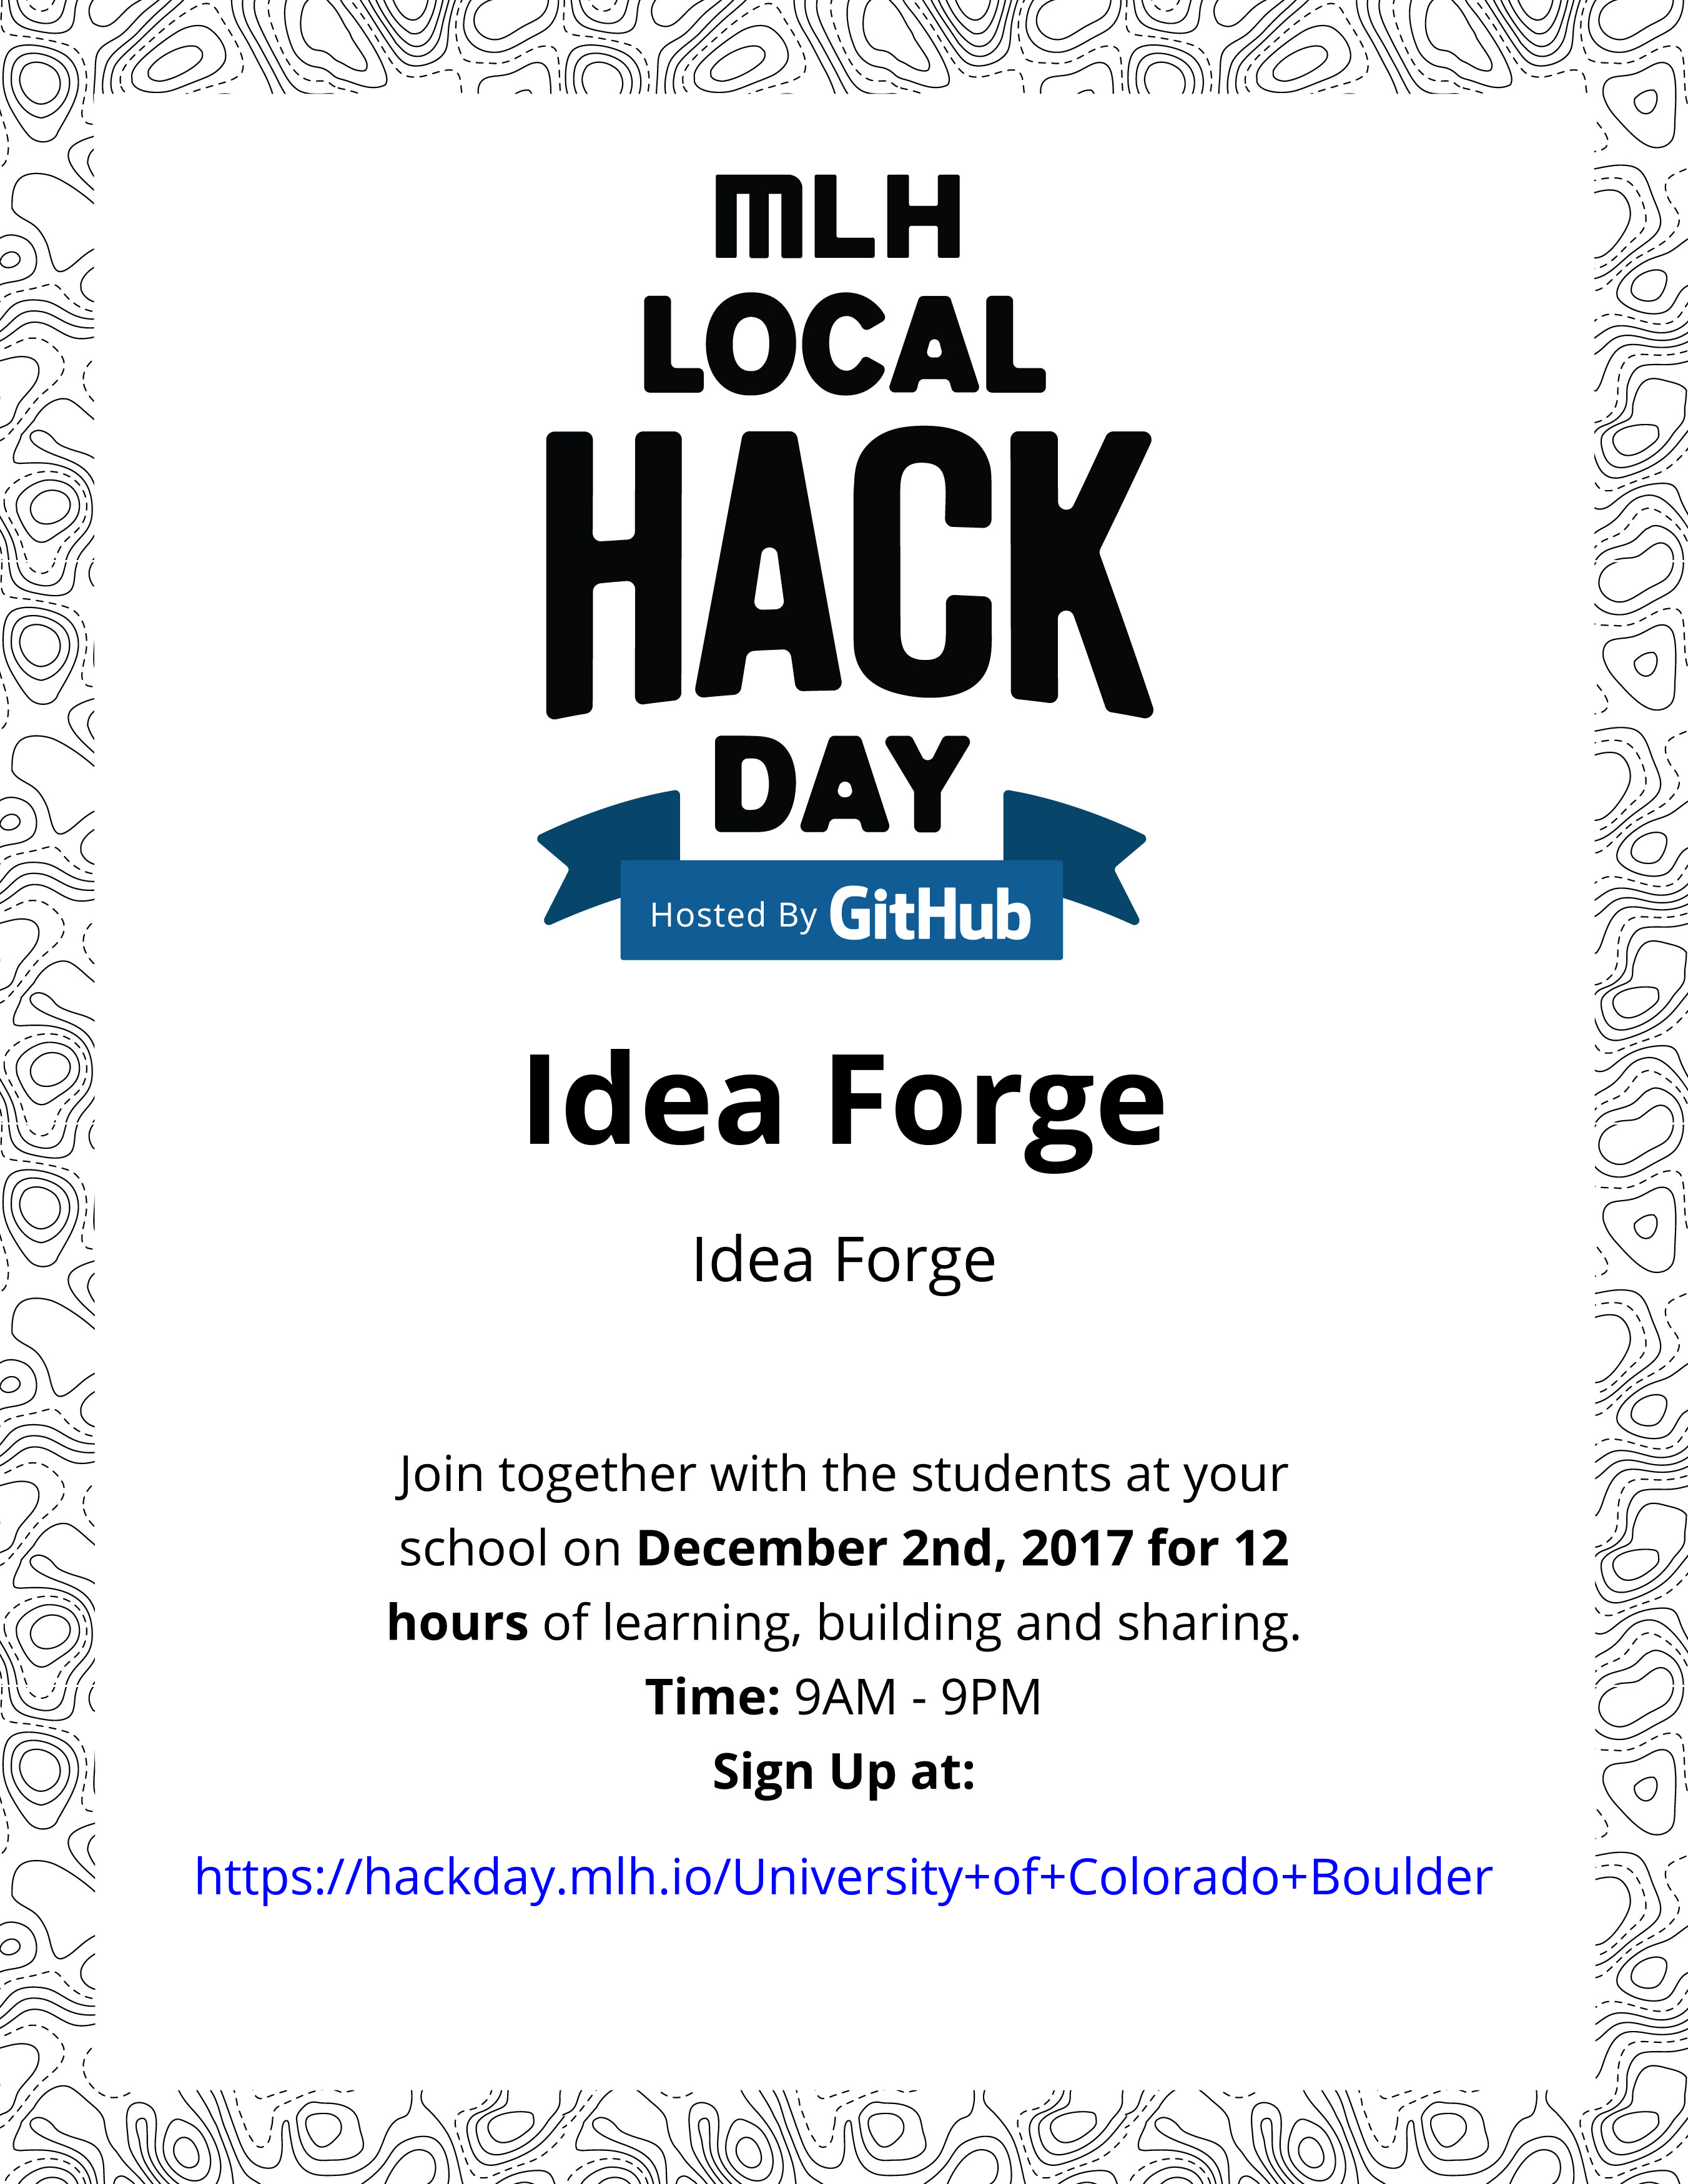 MLH
LOCAL
HACK
DAY
Hosted By GitHub
Idea Forge
Idea Forge
Join together with the students at your
school on December 2nd, 2017 for 12
hours of learning, building and sharing.
Time: 9AM - 9PM
Sign Up at:
https://hackday.mlh.io/University+of+Colorado+Boulder